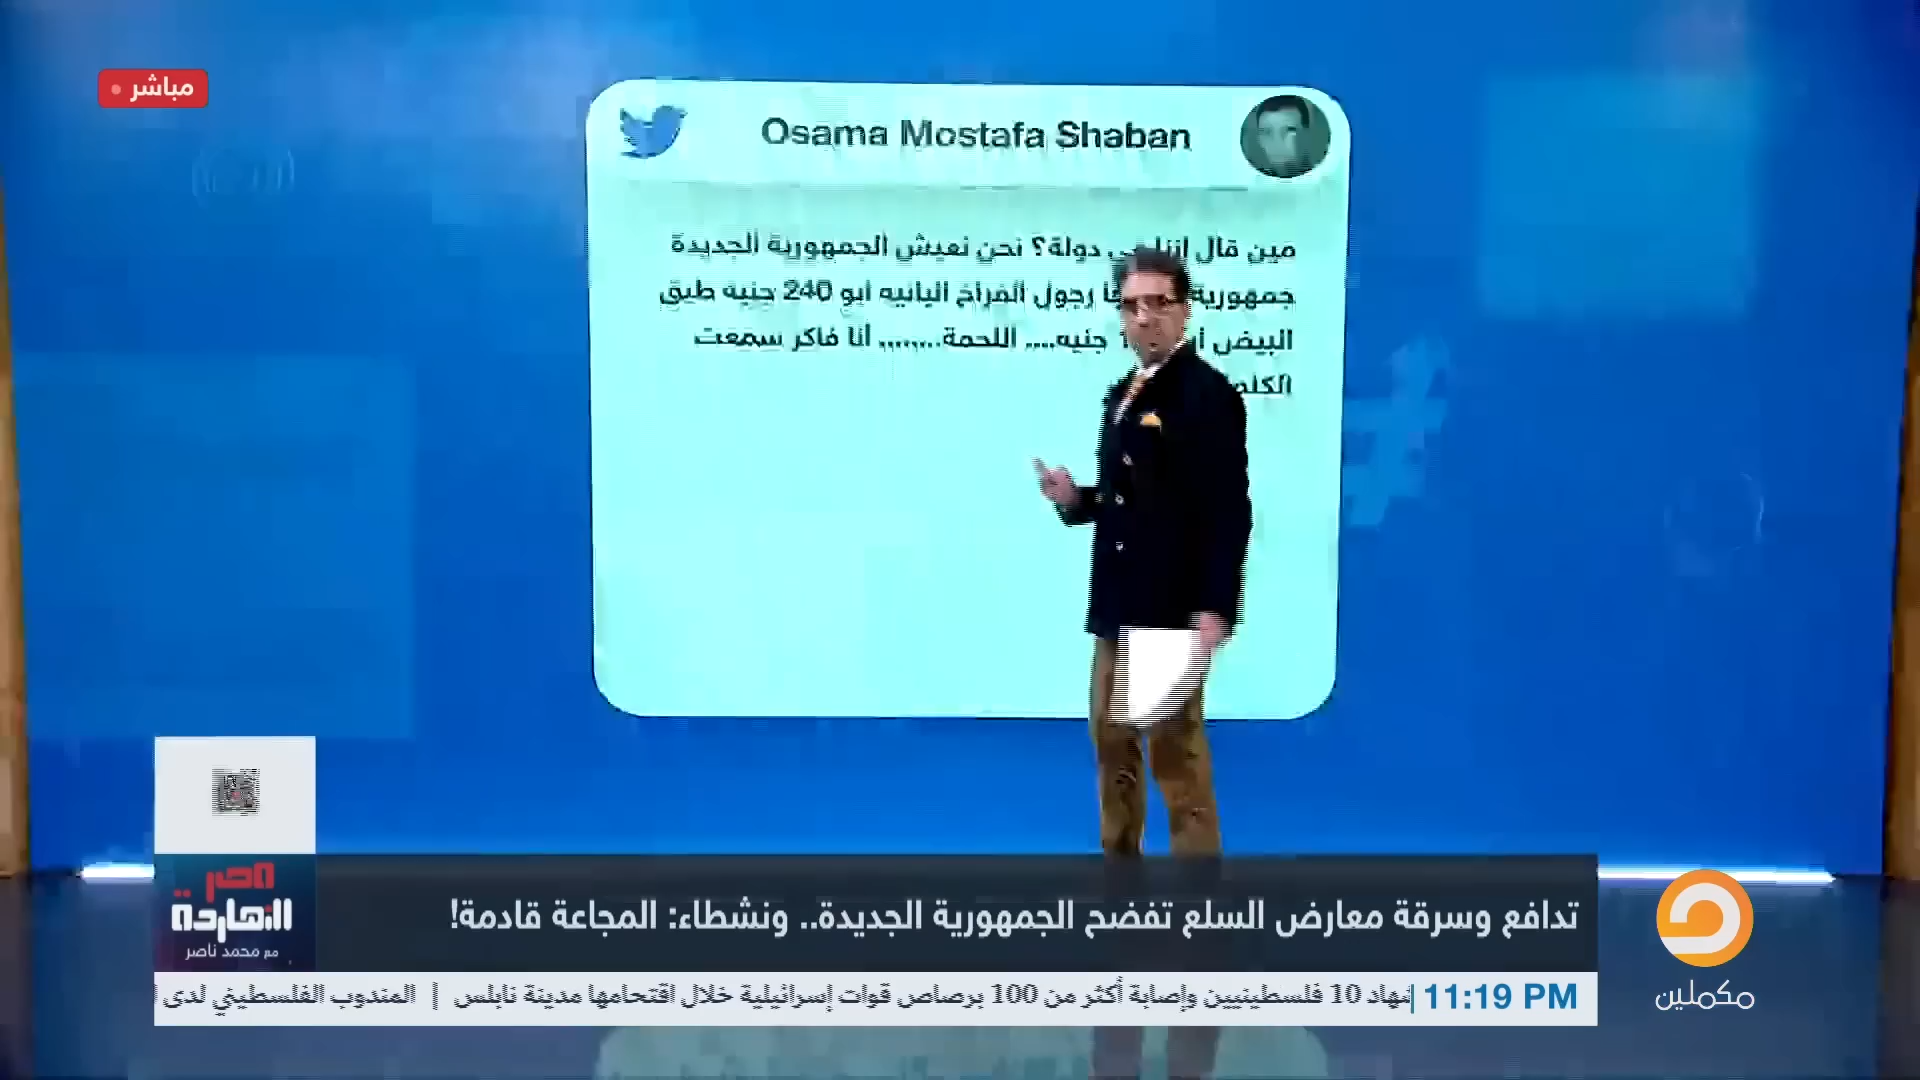 مباشر
Osama Mostafa Shaban
مين قال إننا في دولة؟ نحن نعيش الجمهورية الجديدة
جمهورية رجول الفراخ البانيه أبو 240 جنيه طبق
البيض جنيه.... اللحمة........ أنا فاكر سمعت
مصر
النهاردة
مع محمد ناصر
تدافع وسرقة معارض السلع تفضح الجمهورية الجديدة.. ونشطاء: المجاعة قادمة!
11:19 PM
10 فلسطينيين وإصابة أكثر من 100 برصاص قوات إسرائيلية خلال اقتحامها مدينة نابلس | المندوب الفلسطيني لدى
مكملين